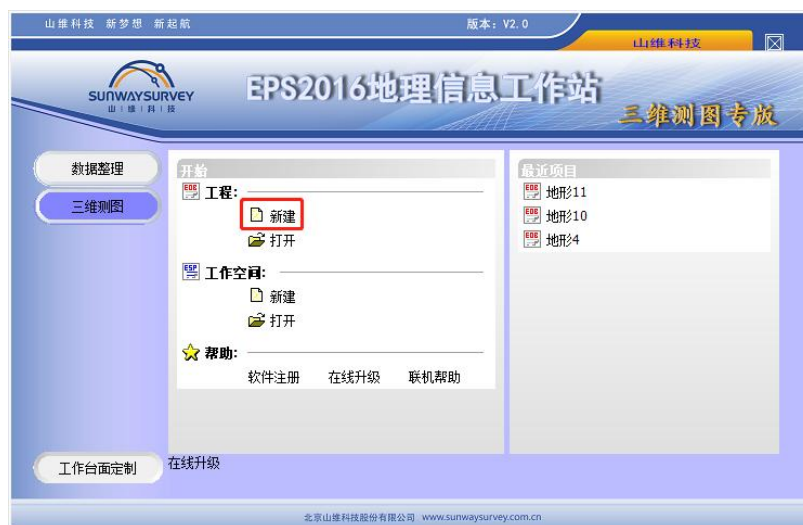 山维科技 新梦想 新起航
版本：V2.0
山维科技
SUNWAYSURVEY
山｜维｜科｜技
EPS2016地理信息工作站
三维测图专版
数据整理
三维测图
开始
EOE 工程：
新建
打开
ESP 工作空间：
新建
打开
帮助：
软件注册 在线升级 联机帮助
最近项目
EOE 地形11
EOE 地形10
EOE 地形4
工作台面定制
在线升级
北京山维科技股份有限公司 www.sunwaysurvey.com.cn